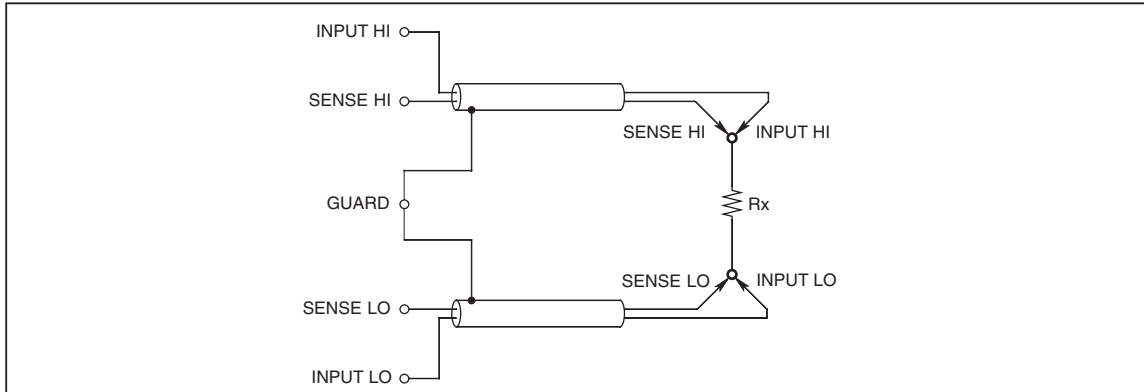 INPUT HI
SENSE HI
SENSE HI INPUT HI
GUARD
Rx
SENSE LO INPUT LO
SENSE LO
INPUT LO